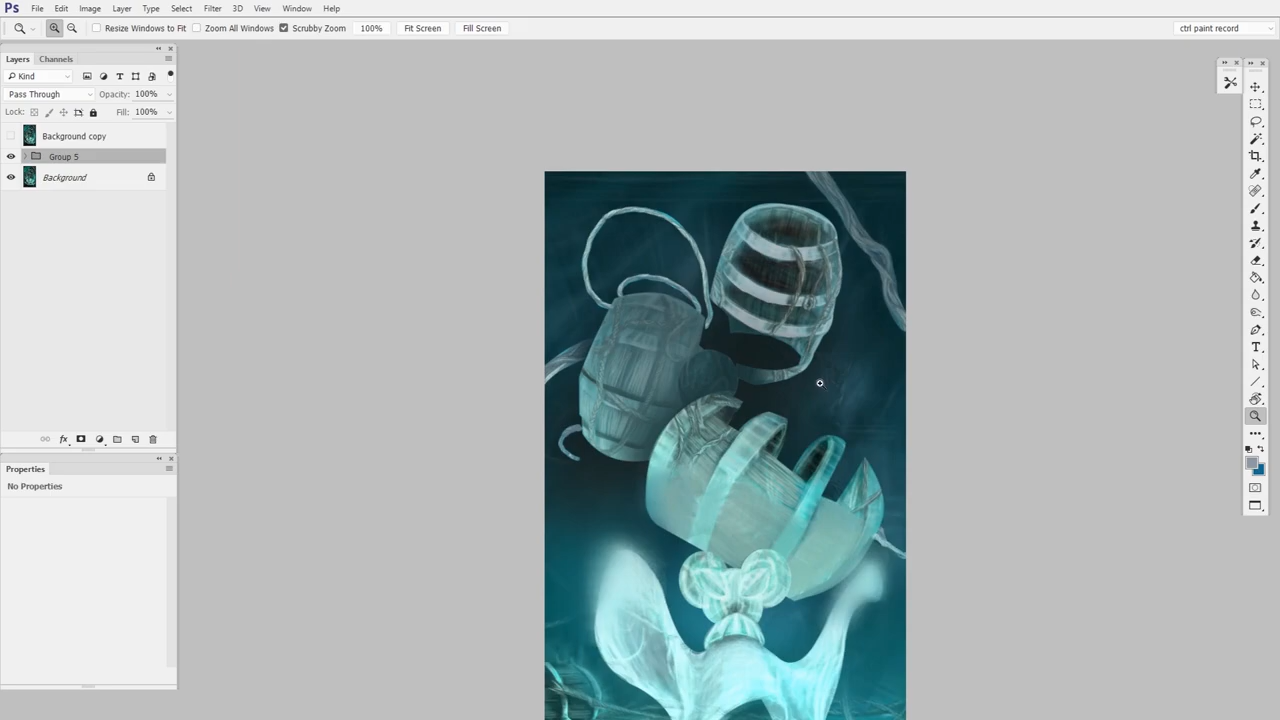 Ps File Edit Image Layer Type Select Filter 3D View Window Help
Resize Windows to Fit Zoom All Windows Scrubby Zoom 100% Fit Screen Fill Screen ctrl paint record
Layers Channels
Kind
Pass Through Opacity: 100%
Lock: Fill: 100%
Background copy
Group 5
Background
fx
Properties
No Properties